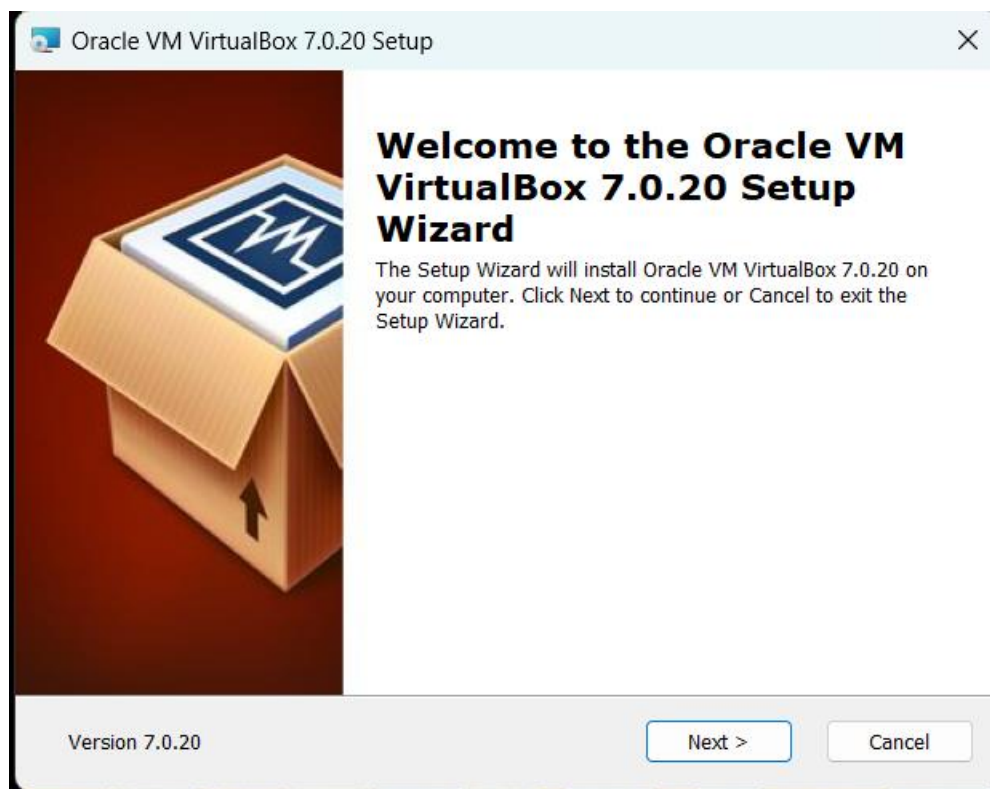 Oracle VM VirtualBox 7.0.20 Setup
Welcome to the Oracle VM
VirtualBox 7.0.20 Setup
Wizard
The Setup Wizard will install Oracle VM VirtualBox 7.0.20 on
your computer. Click Next to continue or Cancel to exit the
Setup Wizard.
Version 7.0.20
Next >
Cancel